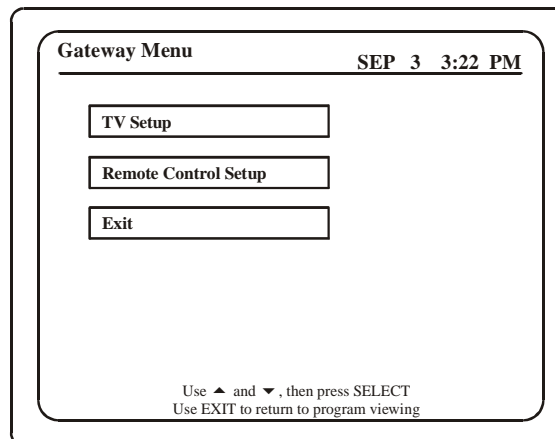 Gateway Menu
SEP 3 3:22 PM
TV Setup
Remote Control Setup
Exit
Use ▲ and ▼, then press SELECT
Use EXIT to return to program viewing